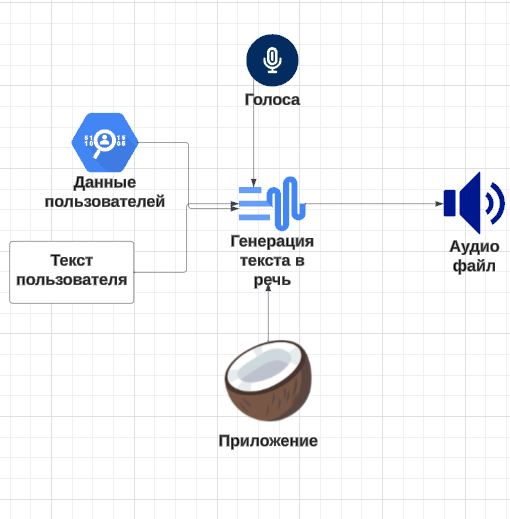 Голоса
Данные
пользователей
Текст
пользователя
Генерация
текста в
речь
Аудио
файл
Приложение